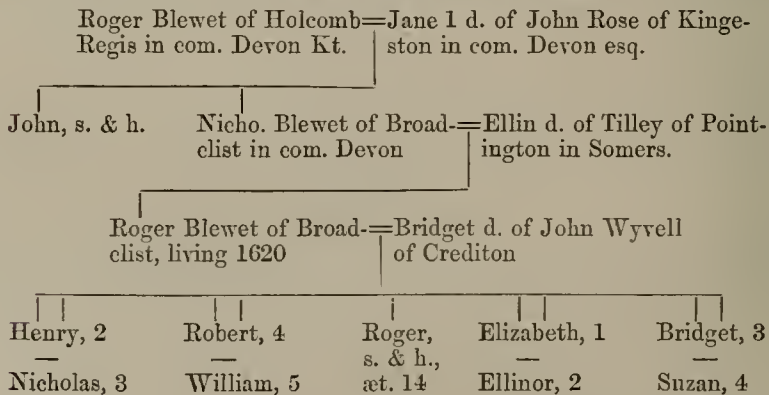 Roger Blewet of Holcomb=Jane 1 d. of John Rose of Kinge-
Regis in com. Devon Kt. ston in com. Devon esq.
John, s. & h. Nicho. Blewet of Broad-=Ellin d. of Tilley of Point-
clist in com. Devon ington in Somers.
Roger Blewet of Broad-=Bridget d. of John Wyvell
clist, living 1620 of Crediton
Henry, 2 Robert, 4 Roger, Elizabeth, 1 Bridget, 3
s. & h.,
Nicholas, 3 William, 5 æt. 14 Ellinor, 2 Suzan, 4